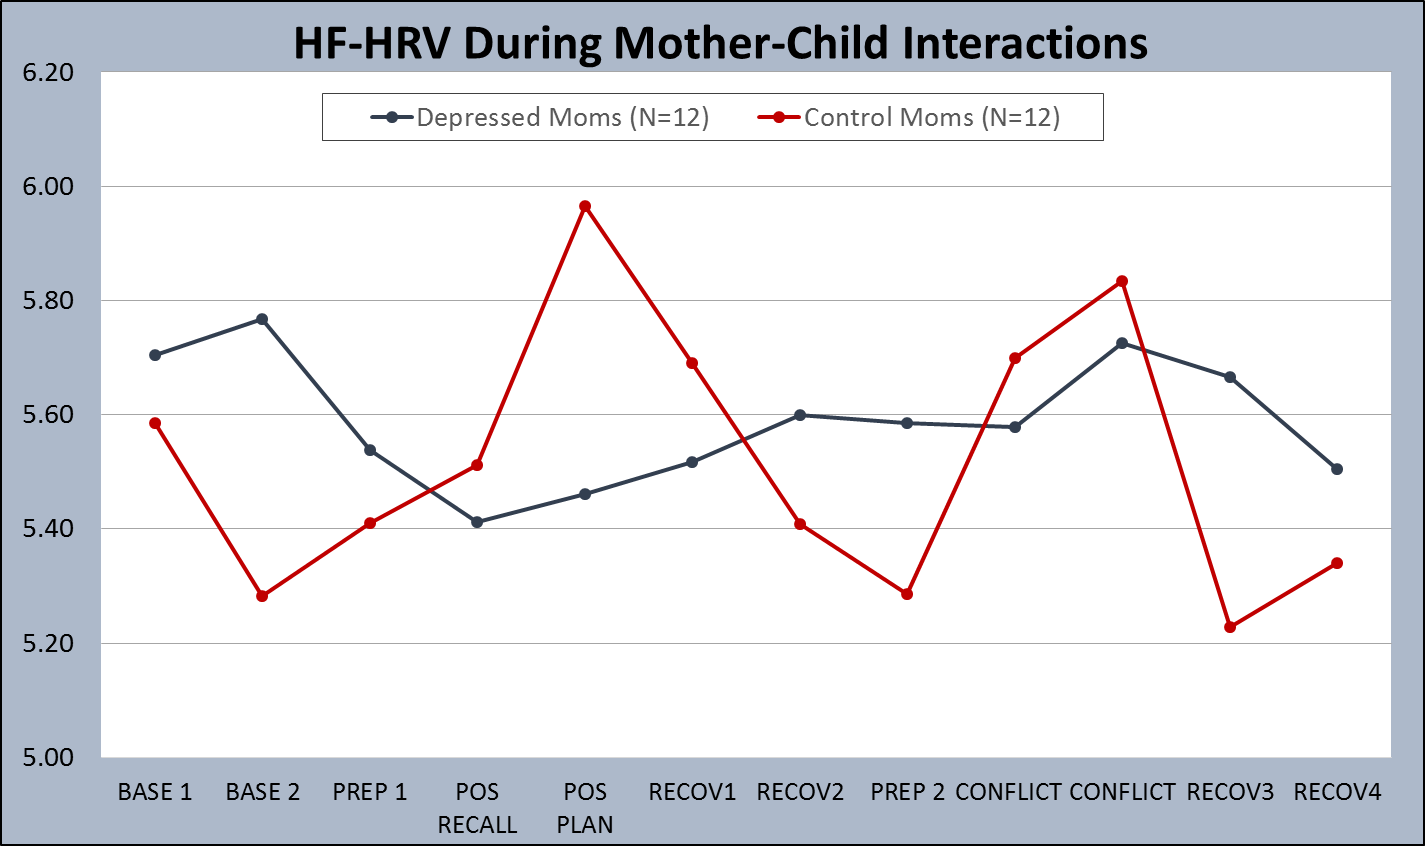 HF-HRV During Mother-Child Interactions
6.20
Depressed Moms (N=12) Control Moms (N=12)
6.00
5.80
5.60
5.40
5.20
5.00
BASE 1 BASE 2 PREP 1 POS POS RECOV1 RECOV2 PREP 2 CONFLICT CONFLICT RECOV3 RECOV4
RECALL PLAN